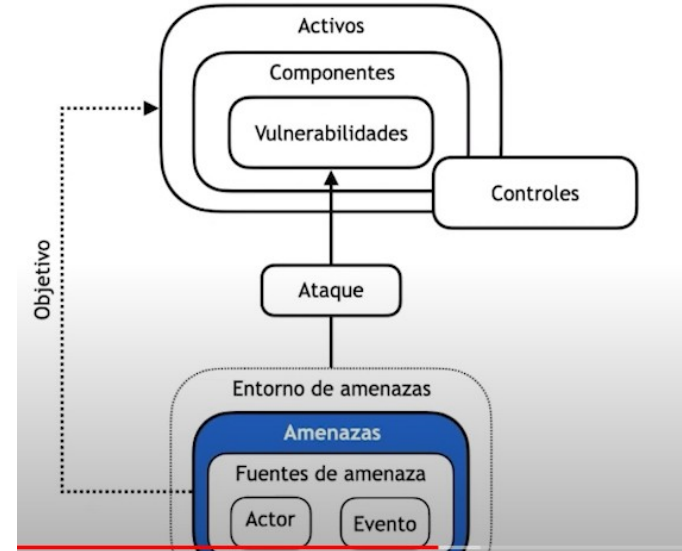 Activos
Componentes
Vulnerabilidades
Controles
Objetivo
Ataque
Entorno de amenazas
Amenazas
Fuentes de amenaza
Actor
Evento